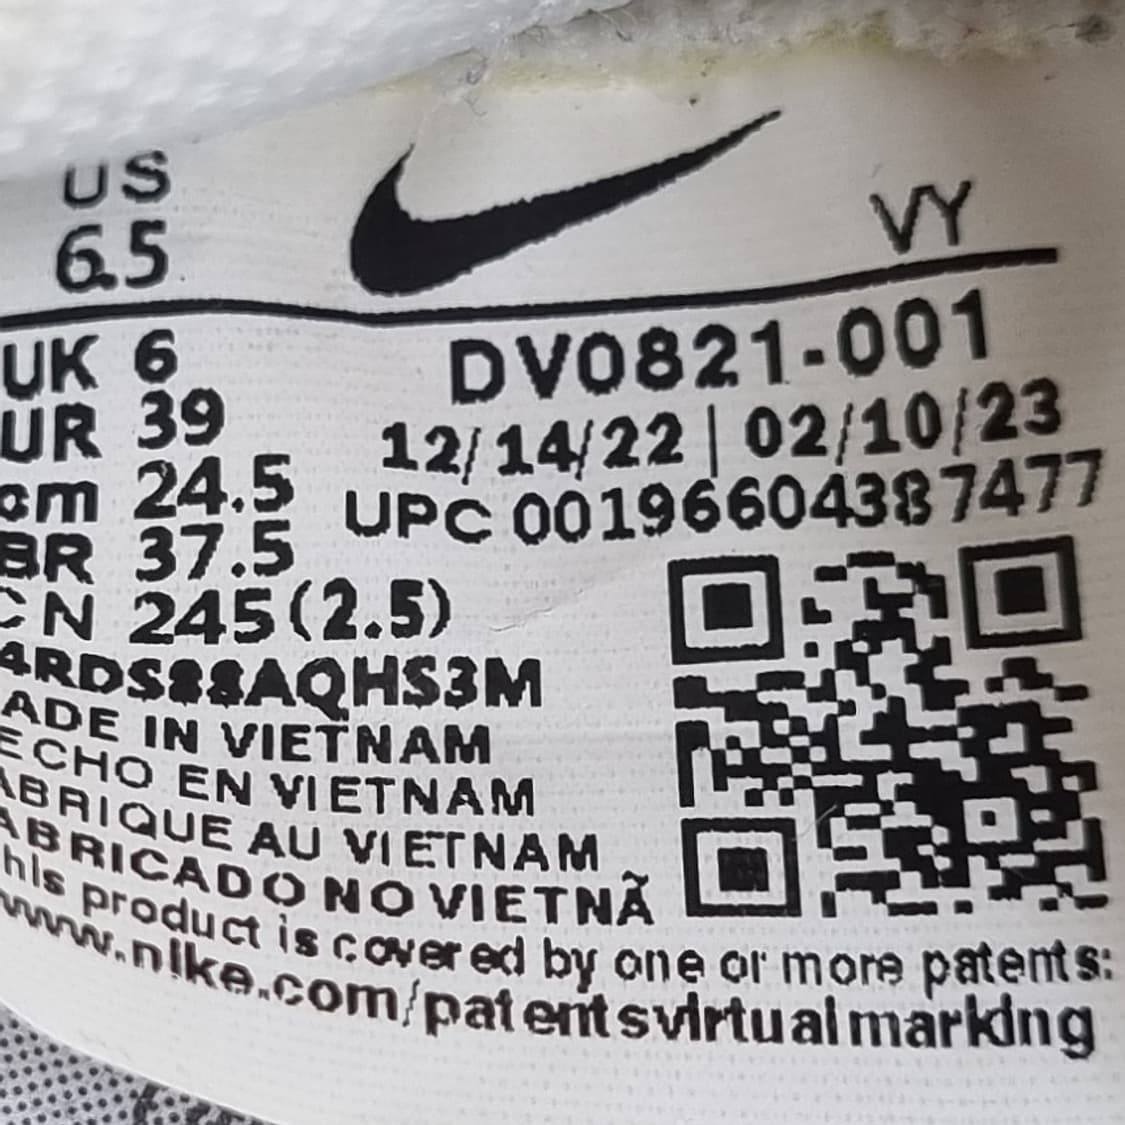 US VY
6.5
UK 6 DV0821-001
UR 39 12/14/22 | 02/10/23
cm 24.5 UPC 00196604387477
BR 37.5
CN 245(2.5)
4RDS88AQHS3M
ADE IN VIETNAM
ECHO EN VIETNAM
ABRIQUE AU VIETNAM
ABRICADO NO VIETNÃ
his product is covered by one or more patents:
www.nike.com/patentsvirtualmarking